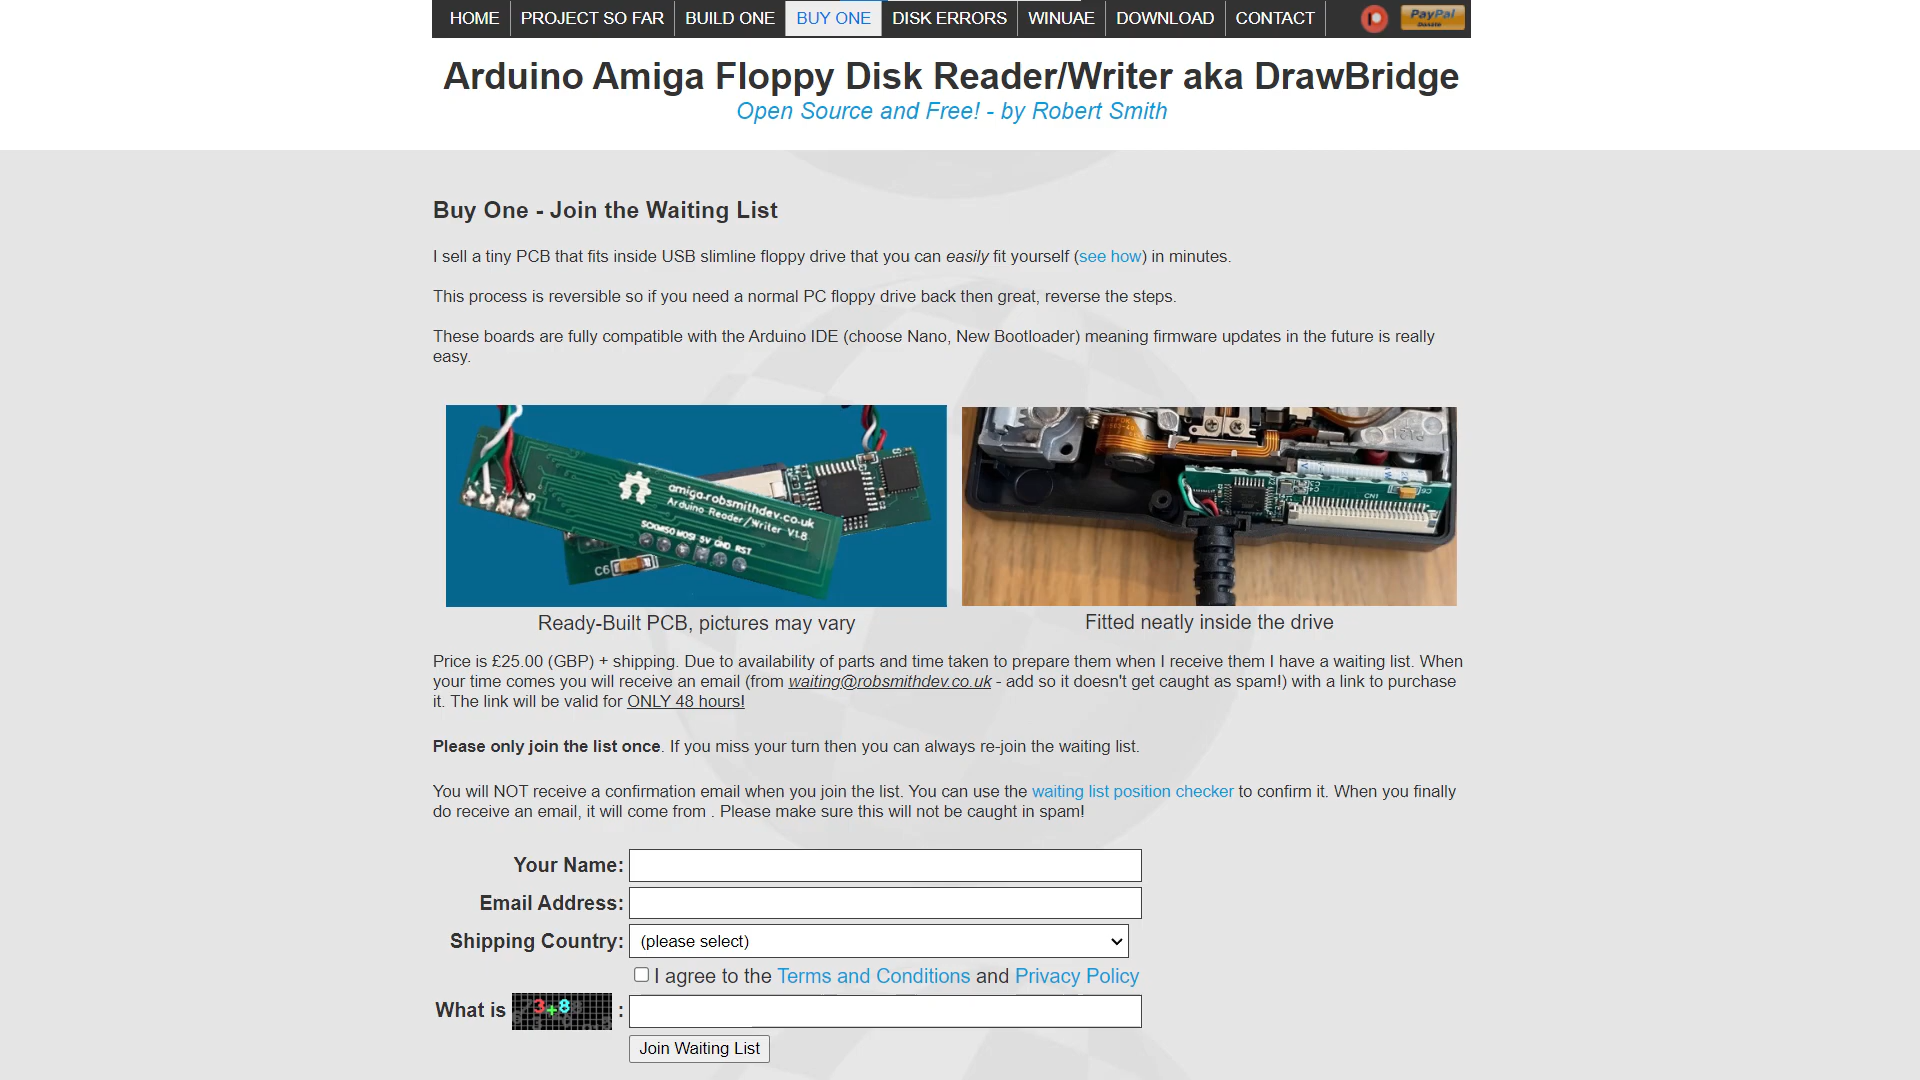 HOME PROJECT SO FAR BUILD ONE BUY ONE DISK ERRORS WINUAE DOWNLOAD CONTACT PayPal Donate
Arduino Amiga Floppy Disk Reader/Writer aka DrawBridge
Open Source and Free! - by Robert Smith
Buy One - Join the Waiting List
I sell a tiny PCB that fits inside USB slimline floppy drive that you can easily fit yourself (see how) in minutes.
This process is reversible so if you need a normal PC floppy drive back then great, reverse the steps.
These boards are fully compatible with the Arduino IDE (choose Nano, New Bootloader) meaning firmware updates in the future is really
easy.
amiga.robsmithdev.co.uk
Arduino Reader/Writer V1.8
SCK MISO MOSI 5V GND RST
C6
CN1
Ready-Built PCB, pictures may vary
Fitted neatly inside the drive
Price is £25.00 (GBP) + shipping. Due to availability of parts and time taken to prepare them when I receive them I have a waiting list. When
your time comes you will receive an email (from waiting@robsmithdev.co.uk - add so it doesn't get caught as spam!) with a link to purchase
it. The link will be valid for ONLY 48 hours!
Please only join the list once. If you miss your turn then you can always re-join the waiting list.
You will NOT receive a confirmation email when you join the list. You can use the waiting list position checker to confirm it. When you finally
do receive an email, it will come from . Please make sure this will not be caught in spam!
Your Name:
Email Address:
Shipping Country: (please select)
I agree to the Terms and Conditions and Privacy Policy
What is 3+8 :
Join Waiting List